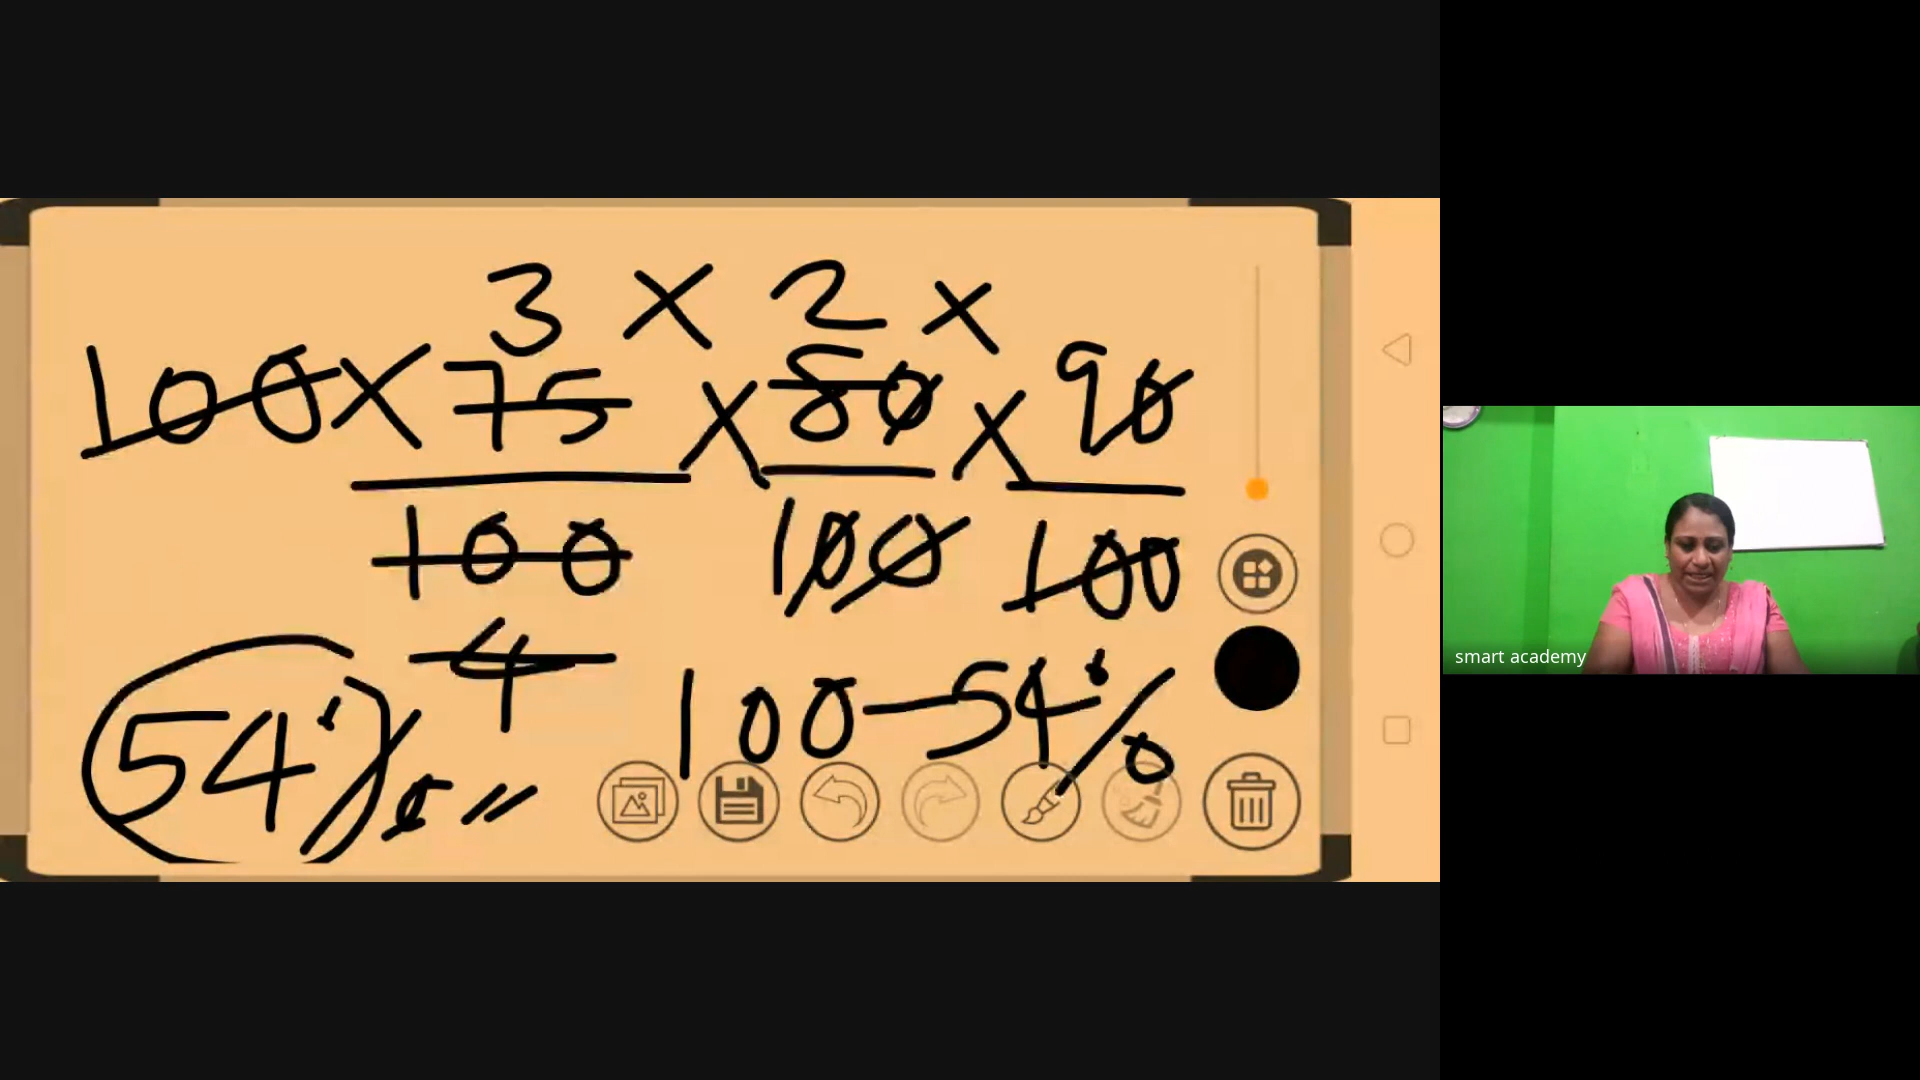 3 × 2 ×
100 × 75 × 80 × 90
100 100 100
4
54% 100 - 54%
smart academy